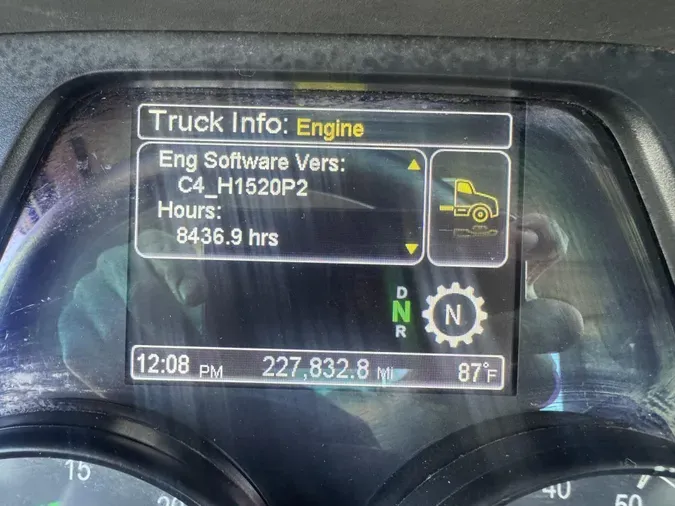 Truck Info: Engine
Eng Software Vers:
C4_H1520P2
Hours:
8436.9 hrs
D
N
R
N
12:08 PM 227,832.8 MI 87°F
15
20
40
50